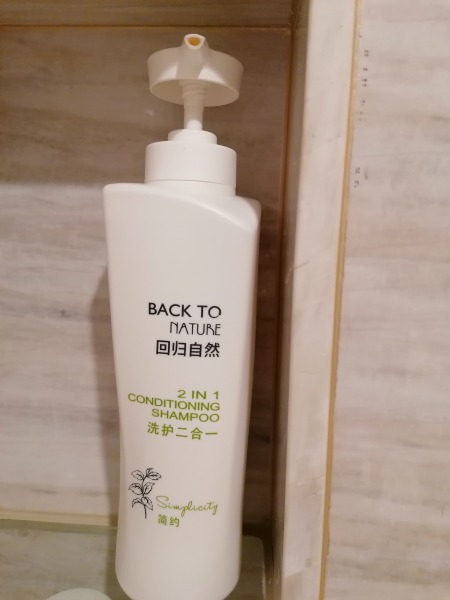 BACK TO
NATURE
回归自然
2 IN 1
CONDITIONING
SHAMPOO
洗护二合一
Simplicity
简约